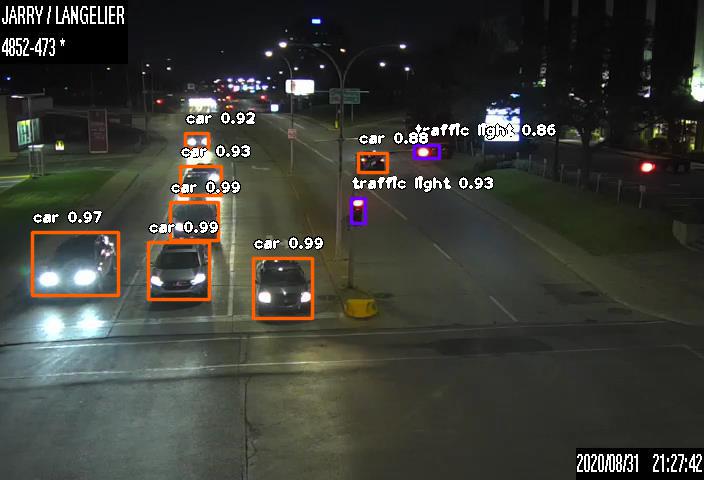 JARRY / LANGELIER
4852-473 *
car 0.92
traffic light 0.86
car 0.88
car 0.93
traffic light 0.93
car 0.99
car 0.97
car 0.99
car 0.99
2020/08/31 21:27:42